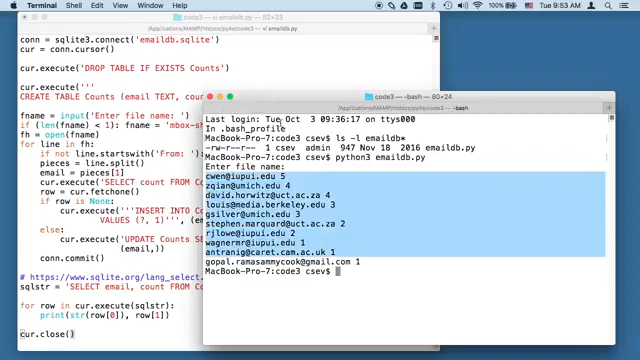 Terminal Shell Edit View Window Help
100% Tue 9:53 AM
code3 — vi emaildb.py — 82×33
/Applications/MAMP/htdocs/py4e/code3 — vi emaildb.py
conn = sqlite3.connect('emaildb.sqlite')
cur = conn.cursor()
cur.execute('DROP TABLE IF EXISTS Counts')
cur.execute('''
CREATE TABLE Counts (email TEXT, count
fname = input('Enter file name: ')
if (len(fname) < 1): fname = 'mbox-sh
fh = open(fname)
for line in fh:
if not line.startswith('From: ')
pieces = line.split()
email = pieces[1]
cur.execute('SELECT count FROM Co
row = cur.fetchone()
if row is None:
cur.execute('''INSERT INTO Co
VALUES (?, 1)''', (em
else:
cur.execute('UPDATE Counts SE
(email,))
conn.commit()
# https://www.sqlite.org/lang_select.
sqlstr = 'SELECT email, count FROM Co
for row in cur.execute(sqlstr):
print(str(row[0]), row[1])
cur.close()
code3 — -bash — 80×24
/Applications/MAMP/htdocs/py4e/code3 — -bash
Last login: Tue Oct 3 09:36:17 on ttys000
In .bash_profile
MacBook-Pro-7:code3 csev$ ls -l emaildb*
-rw-r--r-- 1 csev admin 947 Nov 18 2016 emaildb.py
MacBook-Pro-7:code3 csev$ python3 emaildb.py
Enter file name:
cwen@iupui.edu 5
zqian@umich.edu 4
david.horwitz@uct.ac.za 4
louis@media.berkeley.edu 3
gsilver@umich.edu 3
stephen.marquard@uct.ac.za 2
rjlowe@iupui.edu 2
wagnermr@iupui.edu 1
antranig@caret.cam.ac.uk 1
gopal.ramasammycook@gmail.com 1
MacBook-Pro-7:code3 csev$